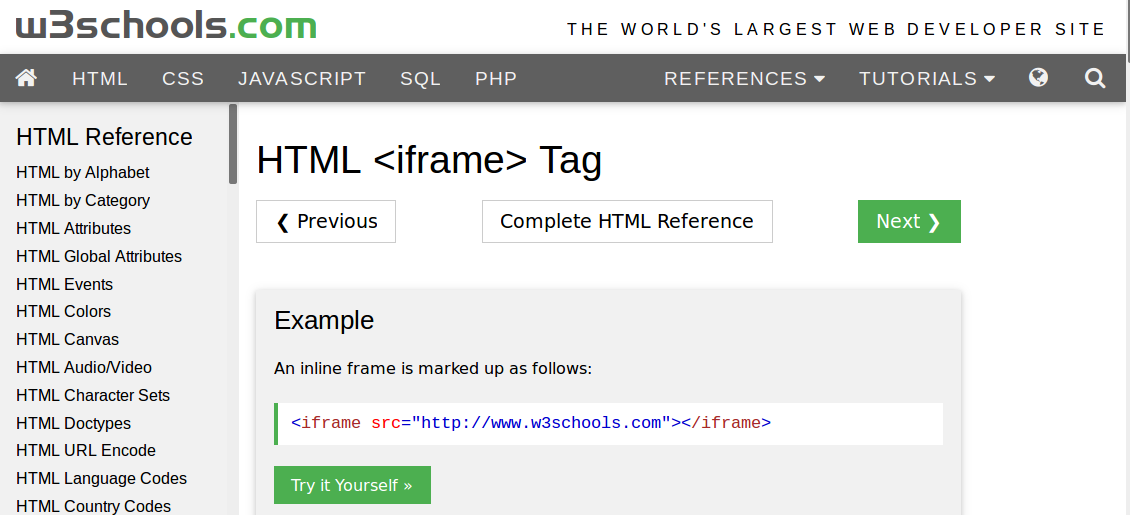 w3schools.com
THE WORLD'S LARGEST WEB DEVELOPER SITE
HTML CSS JAVASCRIPT SQL PHP REFERENCES TUTORIALS
HTML Reference
HTML by Alphabet
HTML by Category
HTML Attributes
HTML Global Attributes
HTML Events
HTML Colors
HTML Canvas
HTML Audio/Video
HTML Character Sets
HTML Doctypes
HTML URL Encode
HTML Language Codes
HTML Country Codes
HTML <iframe> Tag
❮ Previous
Complete HTML Reference
Next ❯
Example
An inline frame is marked up as follows:
<iframe src="http://www.w3schools.com"></iframe>
Try it Yourself »